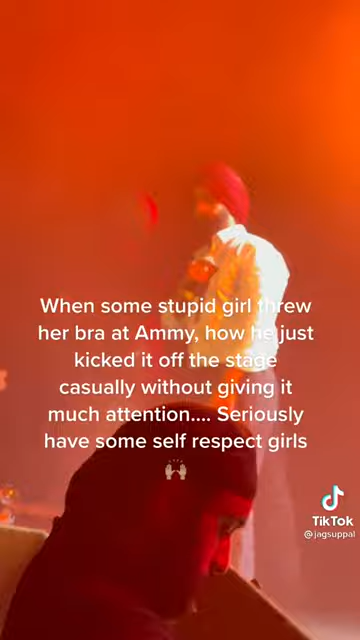 When some stupid girl threw
her bra at Ammy, how he just
kicked it off the stage
casually without giving it
much attention.... Seriously
have some self respect girls
🙌
TikTok
@jagsuppal